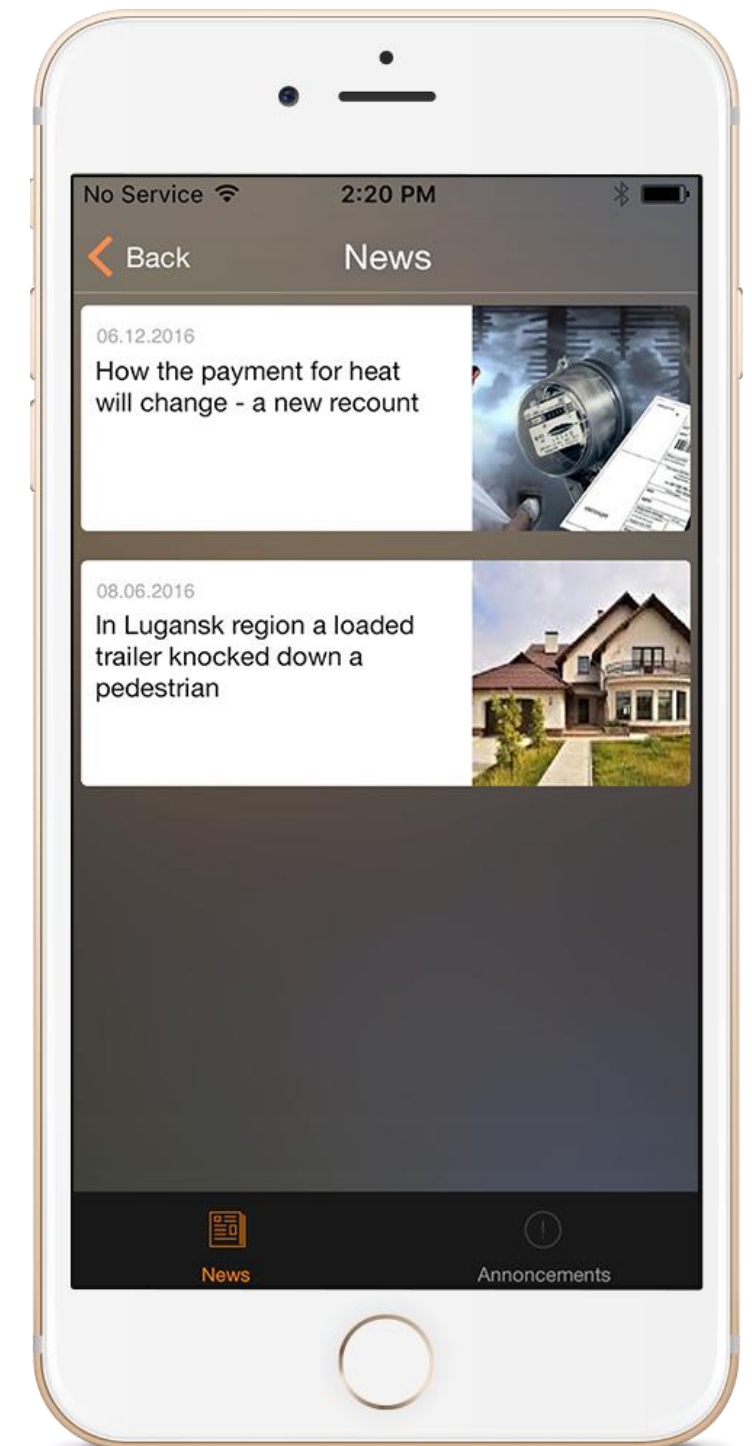 No Service 2:20 PM
Back News
06.12.2016
How the payment for heat
will change - a new recount
08.06.2016
In Lugansk region a loaded
trailer knocked down a
pedestrian
News Annoncements